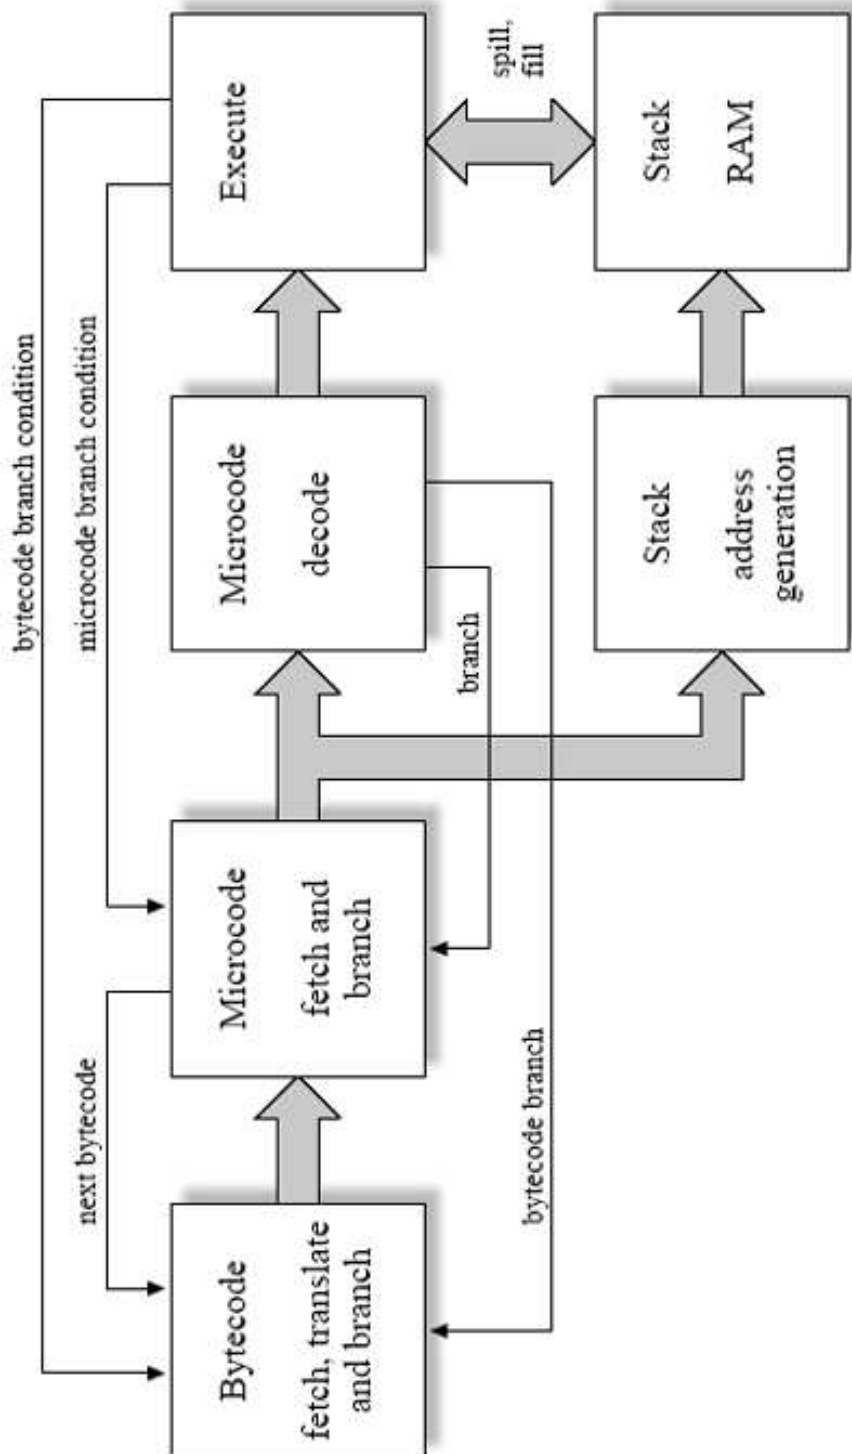 bytecode branch condition
microcode branch condition
next bytecode
Bytecode
fetch, translate
and branch
Microcode
fetch and
branch
Microcode
decode
Execute
branch
bytecode branch
spill,
fill
Stack
address
generation
Stack
RAM